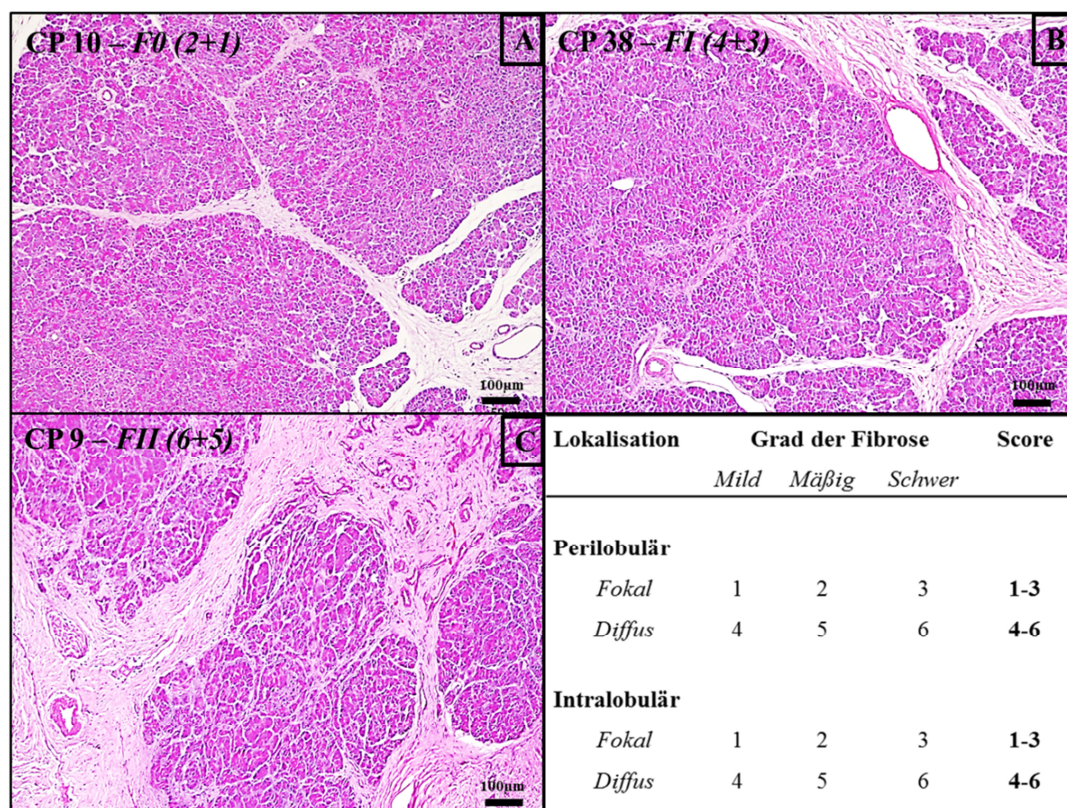 CP 10 – F0 (2+1) A
100µm
CP 38 – FI (4+3) B
100µm
CP 9 – FII (6+5) C
100µm
Lokalisation Grad der Fibrose Score
Mild Mäßig Schwer
Perilobulär
Fokal 1 2 3 1-3
Diffus 4 5 6 4-6
Intralobulär
Fokal 1 2 3 1-3
Diffus 4 5 6 4-6